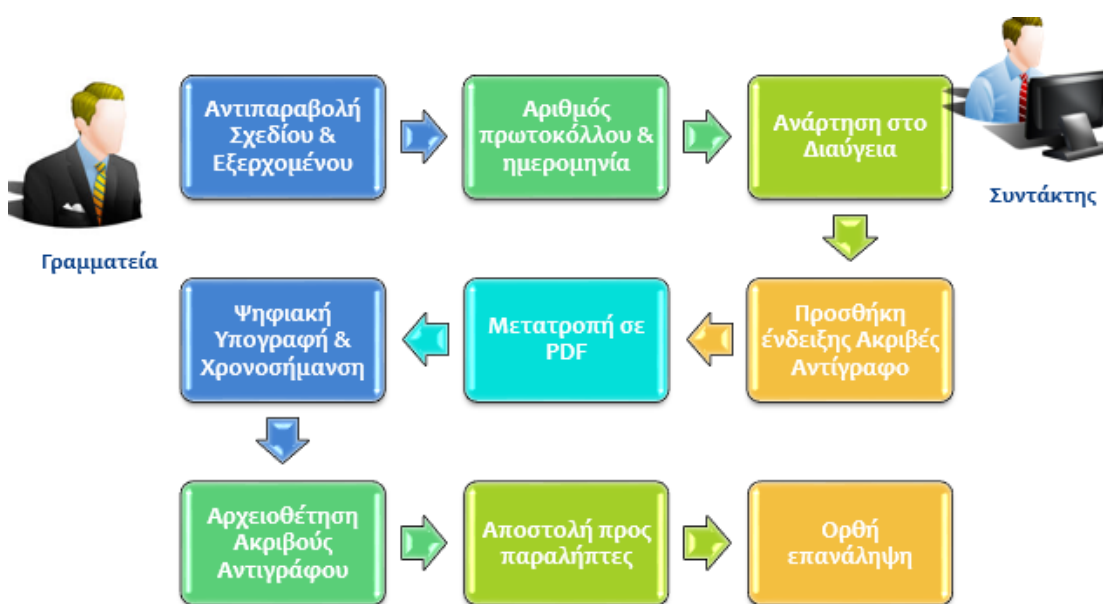 Αντιπαραβολή
Σχεδίου &
Εξερχομένου
Αριθμός
πρωτοκόλλου &
ημερομηνία
Ανάρτηση στο
Διαύγεια
Συντάκτης
Γραμματεία
Ψηφιακή
Υπογραφή &
Χρονοσήμανση
Μετατροπή σε
PDF
Προσθήκη
ένδειξης Ακριβές
Αντίγραφο
Αρχειοθέτηση
Ακριβούς
Αντιγράφου
Αποστολή προς
παραλήπτες
Ορθή
επανάληψη